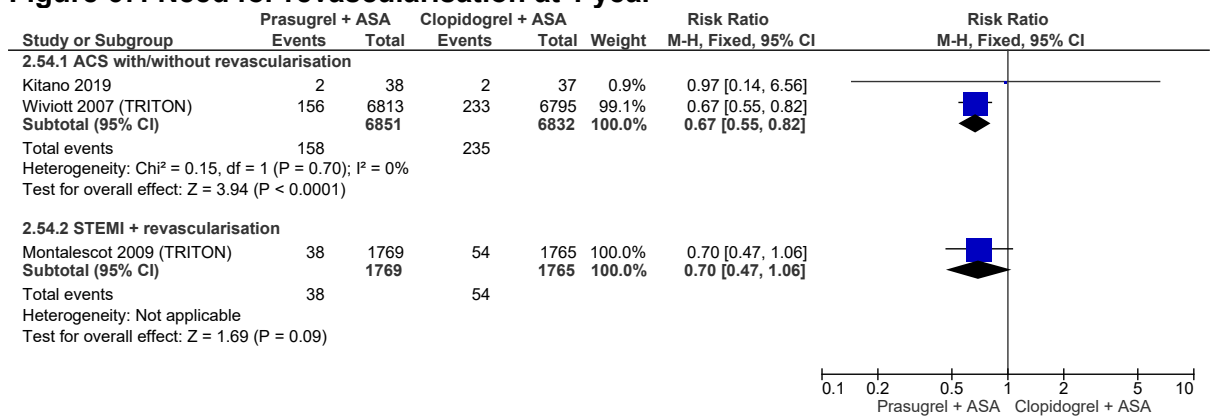 Figure 97: Need for revascularisation at 1 year
Prasugrel + ASA Clopidogrel + ASA Risk Ratio Risk Ratio
Study or Subgroup Events Total Events Total Weight M-H, Fixed, 95% CI M-H, Fixed, 95% CI
2.54.1 ACS with/without revascularisation
Kitano 2019 2 38 2 37 0.9% 0.97 [0.14, 6.56]
Wiviott 2007 (TRITON) 156 6813 233 6795 99.1% 0.67 [0.55, 0.82]
Subtotal (95% CI) 6851 6832 100.0% 0.67 [0.55, 0.82]
Total events 158 235
Heterogeneity: Chi² = 0.15, df = 1 (P = 0.70); I² = 0%
Test for overall effect: Z = 3.94 (P < 0.0001)
2.54.2 STEMI + revascularisation
Montalescot 2009 (TRITON) 38 1769 54 1765 100.0% 0.70 [0.47, 1.06]
Subtotal (95% CI) 1769 1765 100.0% 0.70 [0.47, 1.06]
Total events 38 54
Heterogeneity: Not applicable
Test for overall effect: Z = 1.69 (P = 0.09)
0.1 0.2 0.5 1 2 5 10
Prasugrel + ASA Clopidogrel + ASA